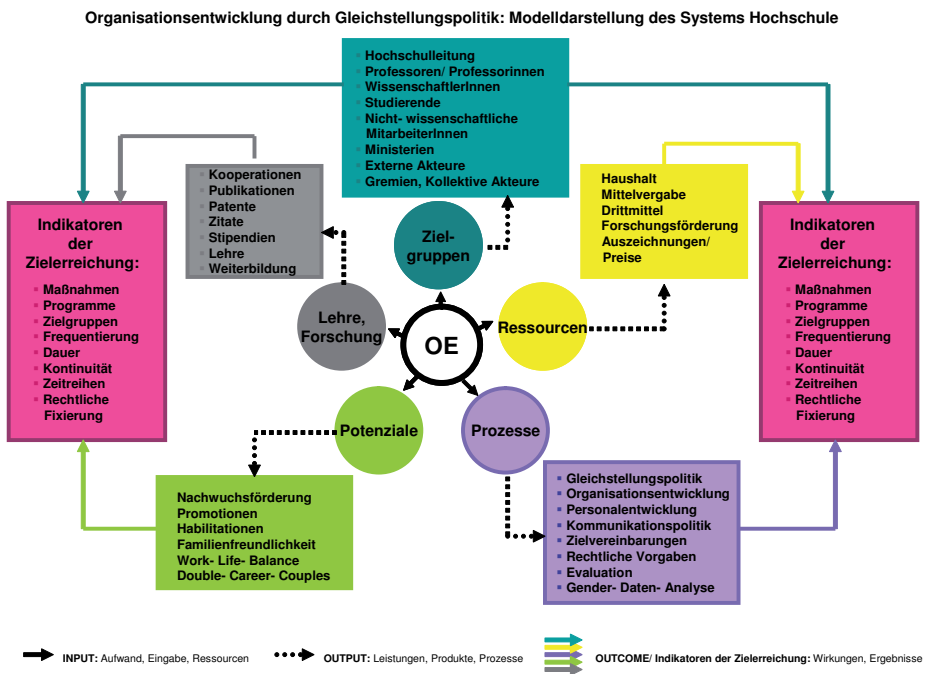 Organisationsentwicklung durch Gleichstellungspolitik: Modelldarstellung des Systems Hochschule
Hochschulleitung
Professoren/ Professorinnen
WissenschaftlerInnen
Studierende
Nicht- wissenschaftliche
MitarbeiterInnen
Ministerien
Externe Akteure
Gremien, Kollektive Akteure
Kooperationen
Publikationen
Patente
Zitate
Stipendien
Lehre
Weiterbildung
Haushalt
Mittelvergabe
Drittmittel
Forschungsförderung
Auszeichnungen/
Preise
Indikatoren
der
Zielerreichung:
Maßnahmen
Programme
Zielgruppen
Frequentierung
Dauer
Kontinuität
Zeitreihen
Rechtliche
Fixierung
Ziel-
gruppen
Lehre,
Forschung
OE
Ressourcen
Potenziale
Prozesse
Indikatoren
der
Zielerreichung:
Maßnahmen
Programme
Zielgruppen
Frequentierung
Dauer
Kontinuität
Zeitreihen
Rechtliche
Fixierung
Nachwuchsförderung
Promotionen
Habilitationen
Familienfreundlichkeit
Work- Life- Balance
Double- Career- Couples
Gleichstellungspolitik
Organisationsentwicklung
Personalentwicklung
Kommunikationspolitik
Zielvereinbarungen
Rechtliche Vorgaben
Evaluation
Gender- Daten- Analyse
INPUT: Aufwand, Eingabe, Ressourcen
OUTPUT: Leistungen, Produkte, Prozesse
OUTCOME/ Indikatoren der Zielerreichung: Wirkungen, Ergebnisse